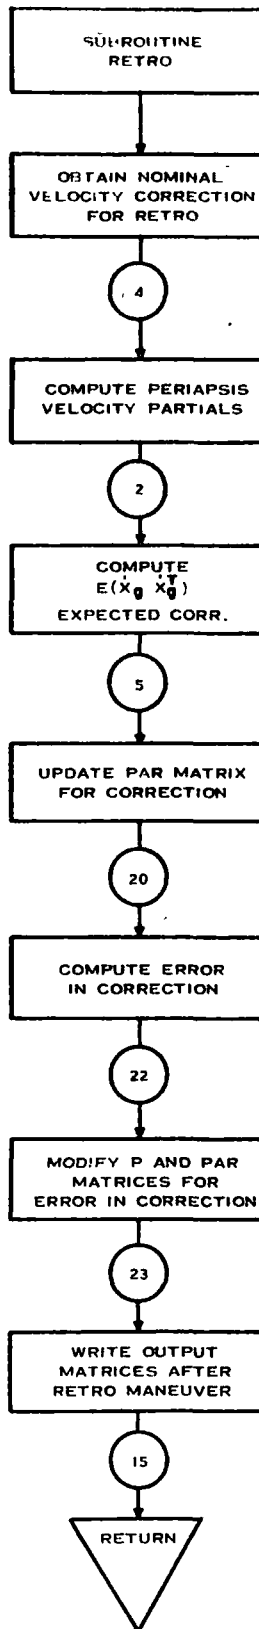 SUBROUTINE
RETRO
OBTAIN NOMINAL
VELOCITY CORRECTION
FOR RETRO
4
COMPUTE PERIAPSIS
VELOCITY PARTIALS
2
COMPUTE
E(ẋg ẋgᵀ)
EXPECTED CORR.
5
UPDATE PAR MATRIX
FOR CORRECTION
20
COMPUTE ERROR
IN CORRECTION
22
MODIFY P AND PAR
MATRICES FOR
ERROR IN CORRECTION
23
WRITE OUTPUT
MATRICES AFTER
RETRO MANEUVER
15
RETURN